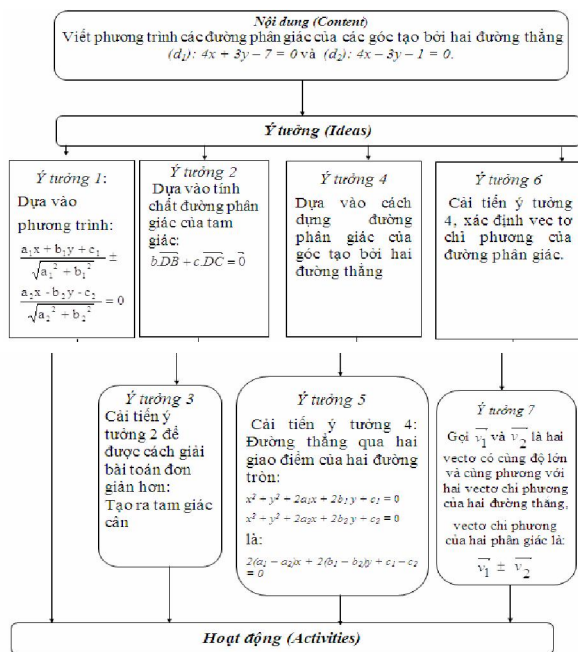 Nội dung (Content)
Viết phương trình các đường phân giác của các góc tạo bởi hai đường thẳng
(d₁): 4x + 3y – 7 = 0 và (d₂): 4x – 3y – 1 = 0.
Ý tưởng (Ideas)
Ý tưởng 1:
Dựa vào
phương trình:
a₁x + b₁y + c₁
√a₁² + b₁² ±
a₂x - b₂y - c₂
√a₂² + b₂² = 0
Ý tưởng 2
Dựa vào tính
chất đường phân
giác của tam
giác:
b.DB + c.DC = 0
Ý tưởng 4
Dựa vào cách
dựng đường
phân giác của
góc tạo bởi hai
đường thẳng
Ý tưởng 6
Cải tiến ý tưởng
4, xác định vec tơ
chỉ phương của
đường phân giác.
Ý tưởng 3
Cải tiến ý
tưởng 2 để
được cách giải
bài toán đơn
giản hơn:
Tạo ra tam giác
cân
Ý tưởng 5
Cải tiến ý tưởng 4:
Đường thẳng qua hai
giao điểm của hai đường
tròn:
x² + y² + 2a₁x + 2b₁y + c₁ = 0
x² + y² + 2a₂x + 2b₂y + c₂ = 0
là:
2(a₁ – a₂)x + 2(b₁ – b₂)y + c₁ – c₂
= 0
Ý tưởng 7
Gọi v₁ và v₂ là hai
vectơ có cùng độ lớn
và cùng phương với
hai vectơ chỉ phương
của hai đường thẳng,
vectơ chỉ phương
của hai phân giác là:
v₁ ± v₂
Hoạt động (Activities)